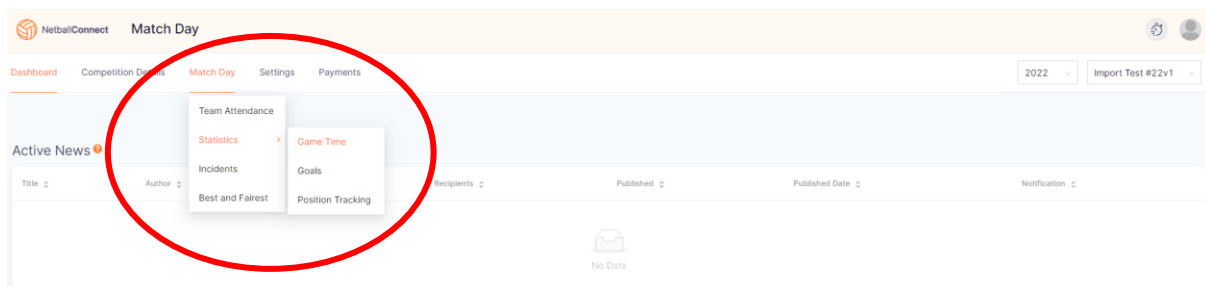 NetballConnect Match Day
Dashboard Competition Details Match Day Settings Payments 2022 Import Test #22v1
Team Attendance
Statistics > Game Time
Active News
Incidents Goals
Title Author Recipients Published Published Date Notification
Best and Fairest Position Tracking
No Data